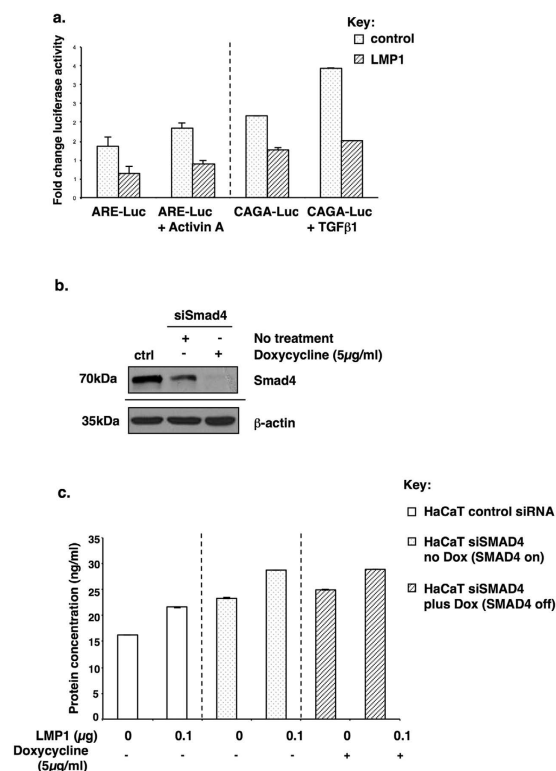 a.
Key:
control
LMP1
Fold change luciferase activity
ARE-Luc
ARE-Luc
+ Activin A
CAGA-Luc
CAGA-Luc
+ TGFβ1
b.
siSmad4
+ - No treatment
ctrl - + Doxycycline (5µg/ml)
70kDa Smad4
35kDa β-actin
c.
Key:
HaCaT control siRNA
HaCaT siSMAD4
no Dox (SMAD4 on)
HaCaT siSMAD4
plus Dox (SMAD4 off)
Protein concentration (ng/ml)
35
30
25
20
15
10
5
0
LMP1 (µg) 0 0.1 0 0.1 0 0.1
Doxycycline - - - - + +
(5µg/ml)